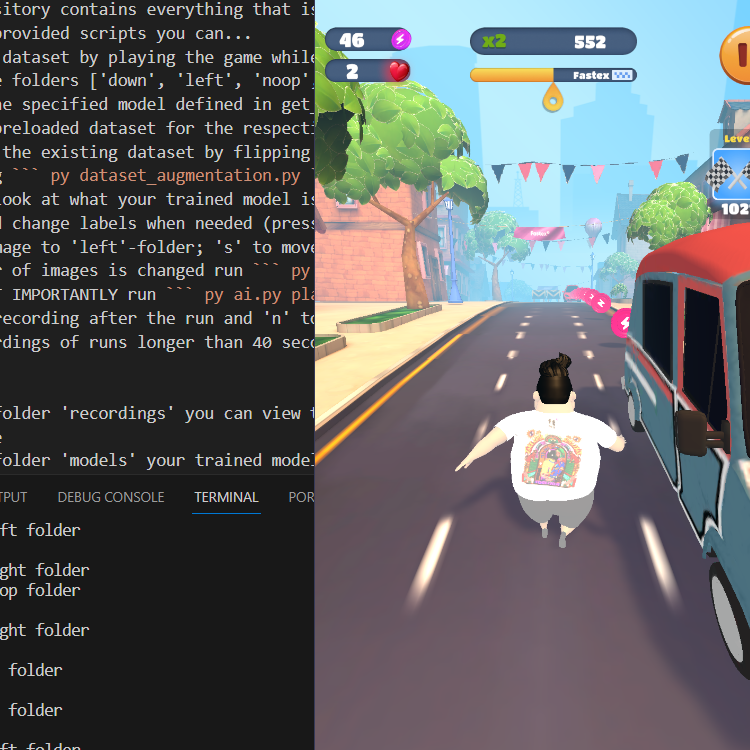 sitory contains everything that is
provided scripts you can...
dataset by playing the game while
e folders ['down', 'left', 'noop'
he specified model defined in get
preloaded dataset for the respecti
the existing dataset by flipping
g ``` py dataset_augmentation.py
look at what your trained model is
d change labels when needed (press
mage to 'left'-folder; 's' to move
r of images is changed run ``` py
T IMPORTANTLY run ``` py ai.py pla
recording after the run and 'n' to
rdings of runs longer than 40 seco
folder 'recordings' you can view t
e
folder 'models' your trained mode
TPUT DEBUG CONSOLE TERMINAL POR
ft folder
ght folder
op folder
ght folder
folder
folder
ft folder
46
2
x2 552
Fastex
Leve
102